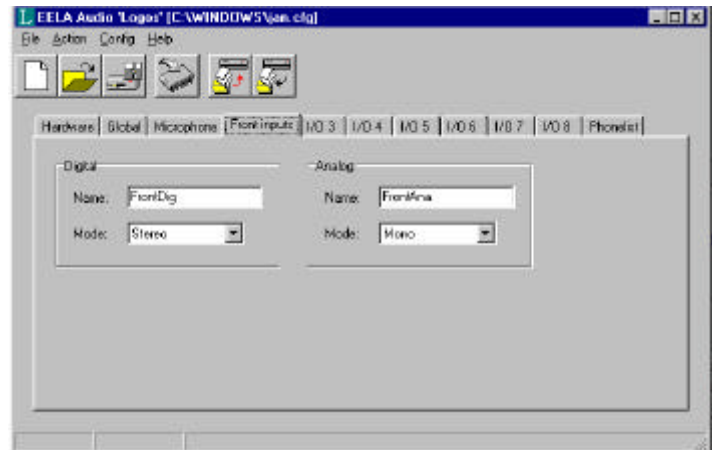 EELA Audio 'Logos' [C:\WINDOWS\jan.cfg]
File Action Config Help
Hardware Global Microphone Front inputs I/O 3 I/O 4 I/O 5 I/O 6 I/O 7 I/O 8 Phonelist
Digital
Name: FrontDig
Mode: Stereo
Analog
Name: FrontAna
Mode: Mono